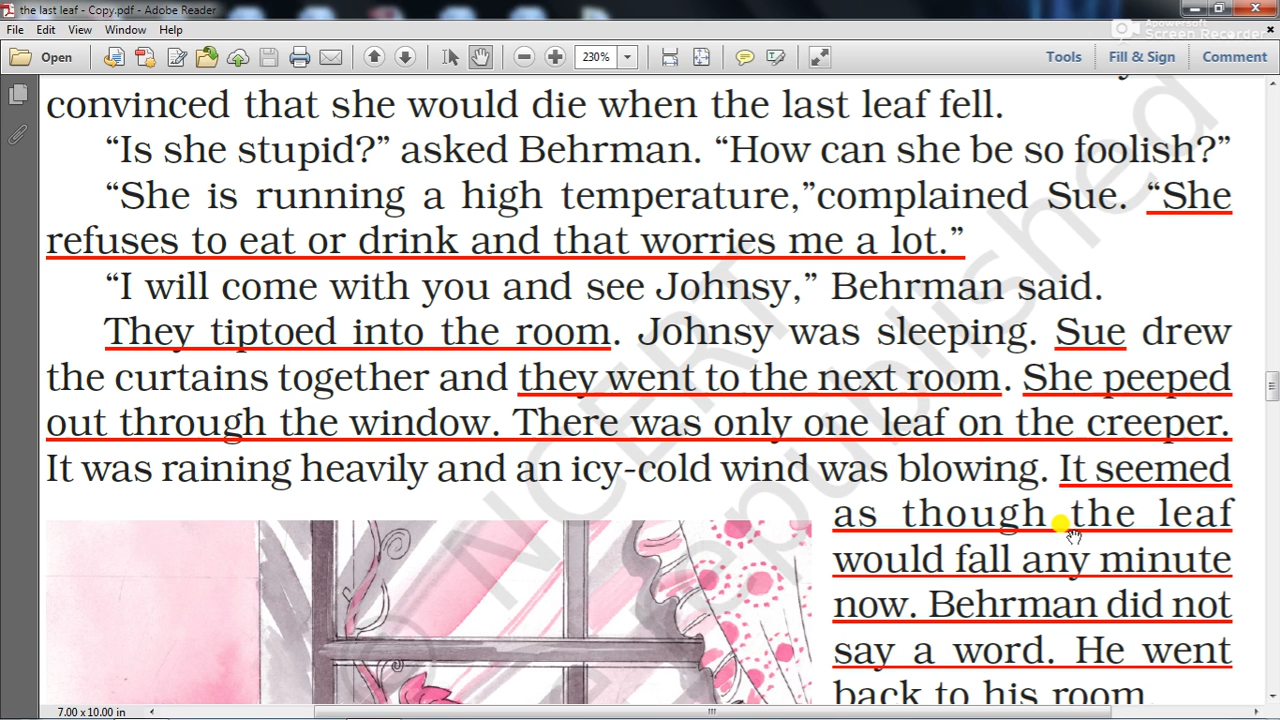 the last leaf - Copy.pdf - Adobe Reader
File Edit View Window Help
Apowersoft
Screen Recorder
Open 230% Tools Fill & Sign Comment
convinced that she would die when the last leaf fell.
“Is she stupid?” asked Behrman. “How can she be so foolish?”
“She is running a high temperature,”complained Sue. “She
refuses to eat or drink and that worries me a lot.”
“I will come with you and see Johnsy,” Behrman said.
They tiptoed into the room. Johnsy was sleeping. Sue drew
the curtains together and they went to the next room. She peeped
out through the window. There was only one leaf on the creeper.
It was raining heavily and an icy-cold wind was blowing. It seemed
as though the leaf
would fall any minute
now. Behrman did not
say a word. He went
back to his room.
NCERT
republished
7.00 x 10.00 in